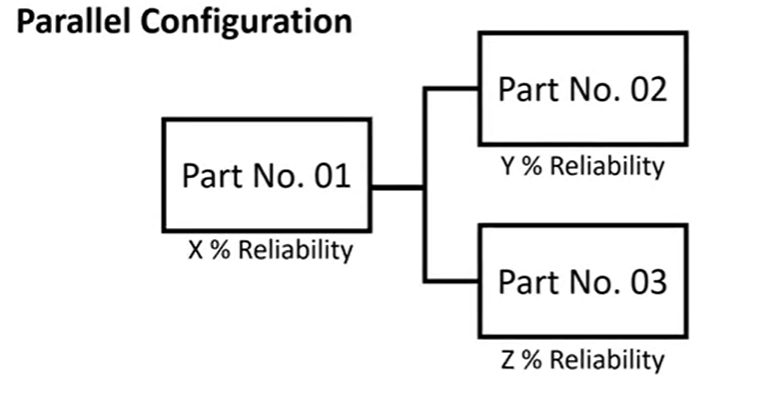 Parallel Configuration
Part No. 02
Y % Reliability
Part No. 01
X % Reliability
Part No. 03
Z % Reliability